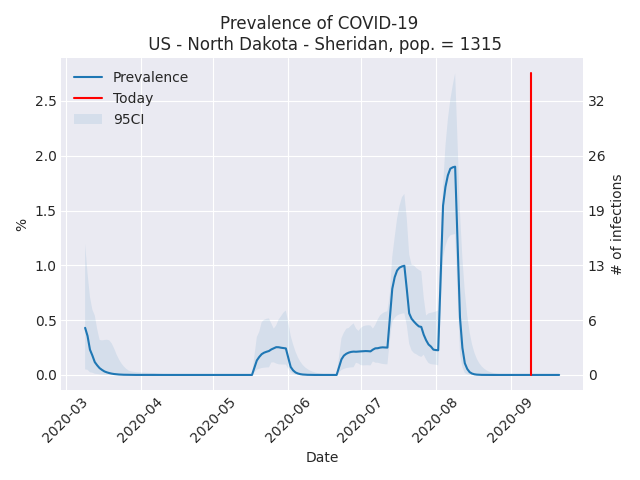 Prevalence of COVID-19
US - North Dakota - Sheridan, pop. = 1315
Prevalence
Today
95CI
2.5
2.0
1.5
1.0
0.5
0.0
%
32
26
19
13
6
0
# of infections
2020-03
2020-04
2020-05
2020-06
2020-07
2020-08
2020-09
Date